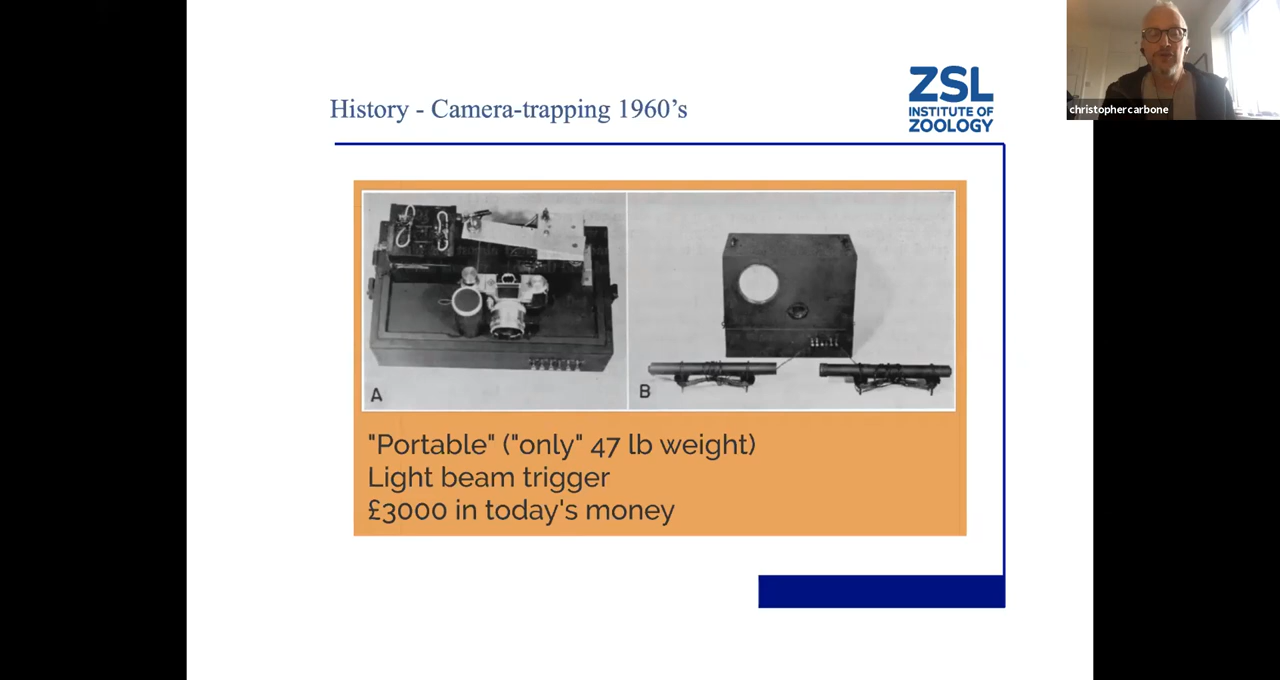 History - Camera-trapping 1960’s
ZSL
INSTITUTE OF
ZOOLOGY
christophercarbone
A
B
"Portable" ("only" 47 lb weight)
Light beam trigger
£3000 in today's money